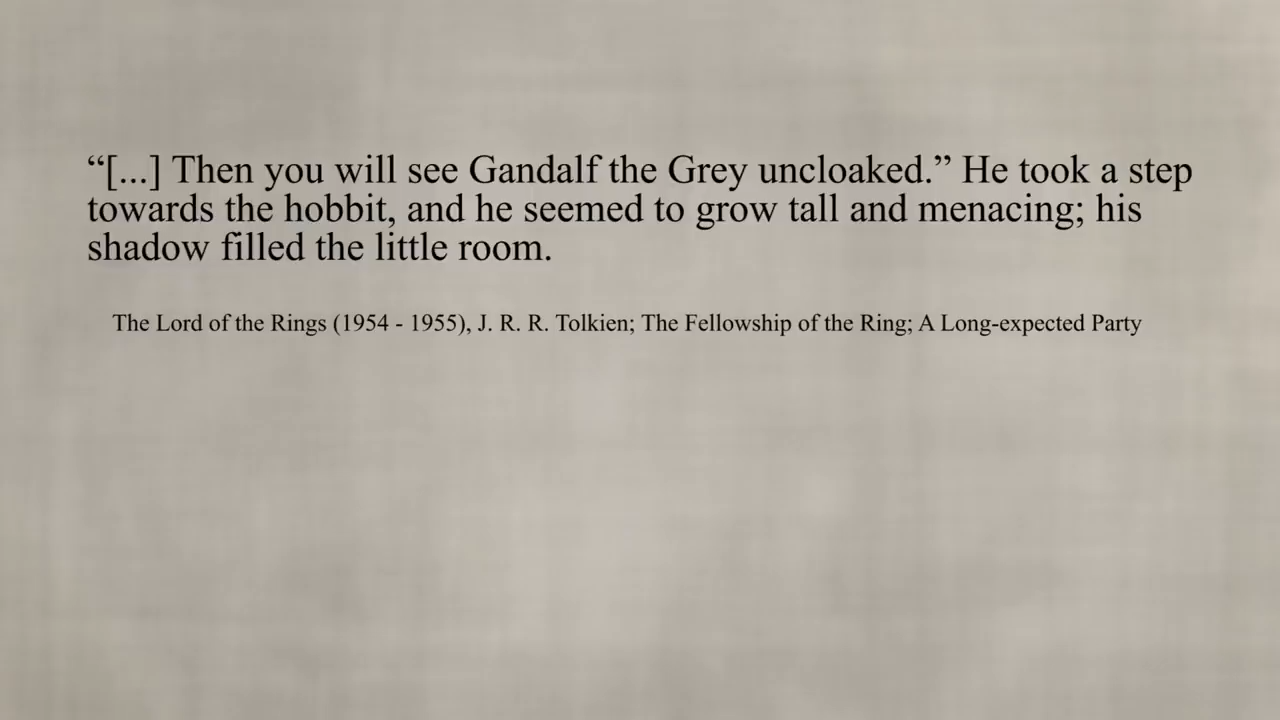 “[...] Then you will see Gandalf the Grey uncloaked.” He took a step
towards the hobbit, and he seemed to grow tall and menacing; his
shadow filled the little room.
The Lord of the Rings (1954 - 1955), J. R. R. Tolkien; The Fellowship of the Ring; A Long-expected Party